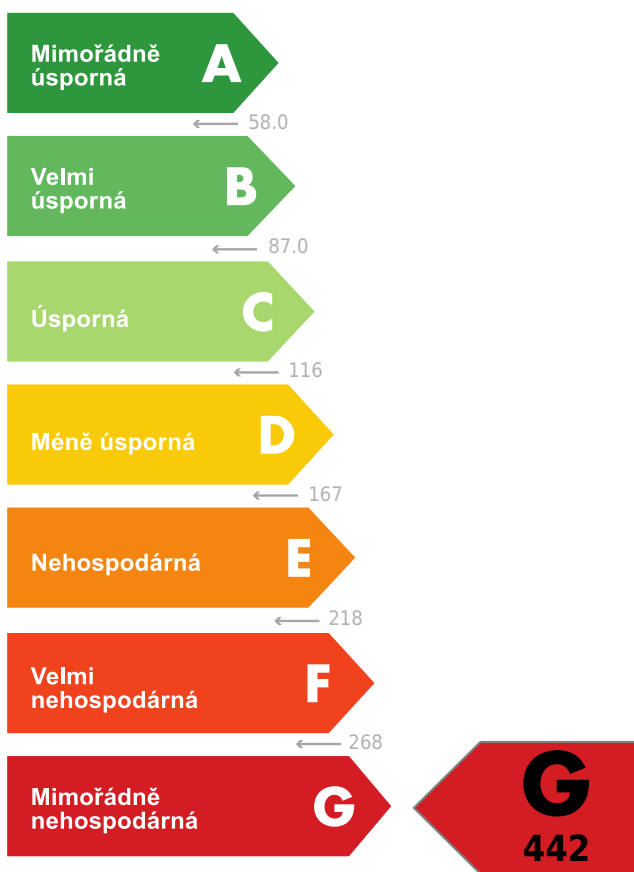 Mimořádně
úsporná
A
58.0
Velmi
úsporná
B
87.0
Úsporná
C
116
Méně úsporná
D
167
Nehospodárná
E
218
Velmi
nehospodárná
F
268
Mimořádně
nehospodárná
G
G
442